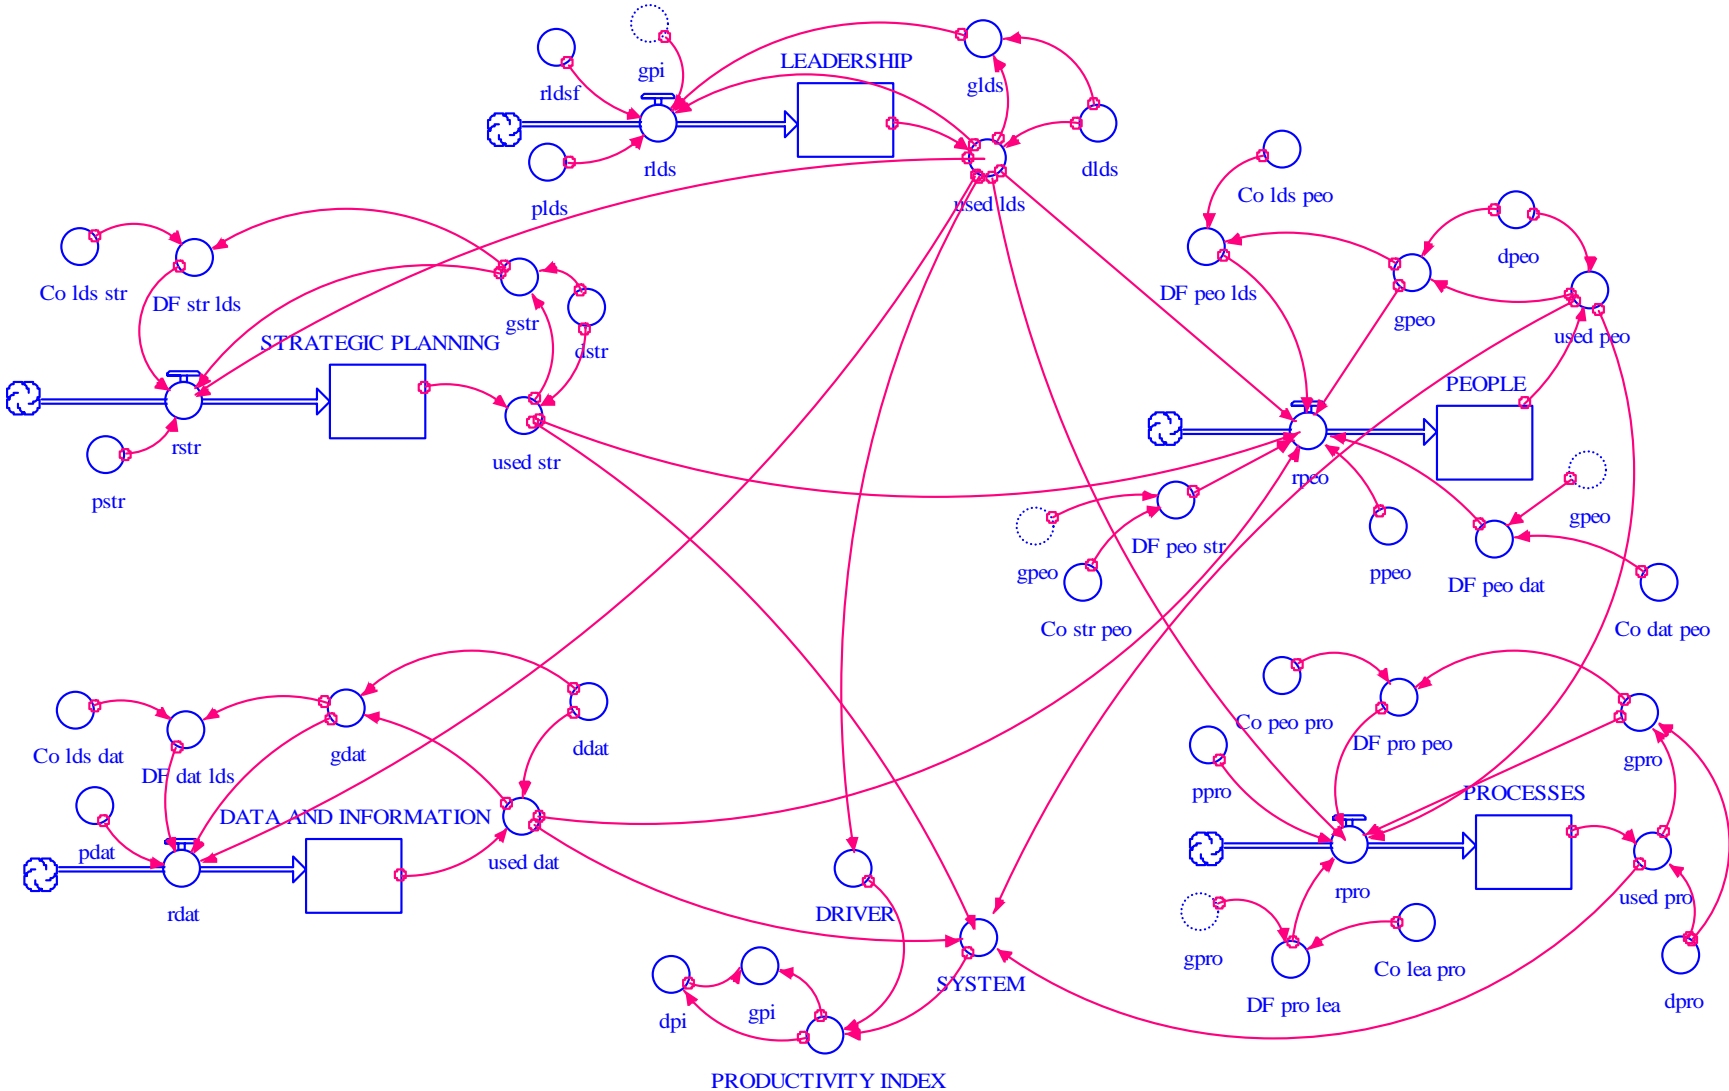 LEADERSHIP
gpi
glds
rldsf
rlds
dlds
plds
used lds
Co lds peo
Co lds str
DF str lds
dpeo
DF peo lds
gpeo
gstr
used peo
STRATEGIC PLANNING
dstr
PEOPLE
rstr
used str
rpeo
pstr
gpeo
DF peo str
gpeo
ppeo
DF peo dat
Co str peo
Co dat peo
Co peo pro
DF pro peo
Co lds dat
DF dat lds
gdat
ddat
gpro
ppro
PROCESSES
DATA AND INFORMATION
pdat
used dat
rpro
used pro
rdat
DRIVER
gpro
Co lea pro
SYSTEM
DF pro lea
dpro
dpi
gpi
PRODUCTIVITY INDEX